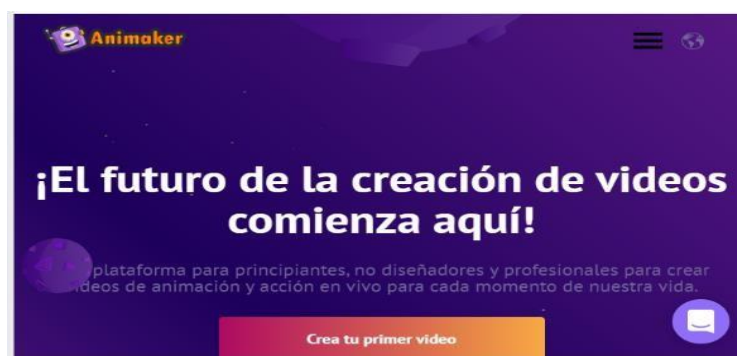 Animaker
¡El futuro de la creación de videos
comienza aquí!
plataforma para principiantes, no diseñadores y profesionales para crear
videos de animación y acción en vivo para cada momento de nuestra vida.
Crea tu primer video